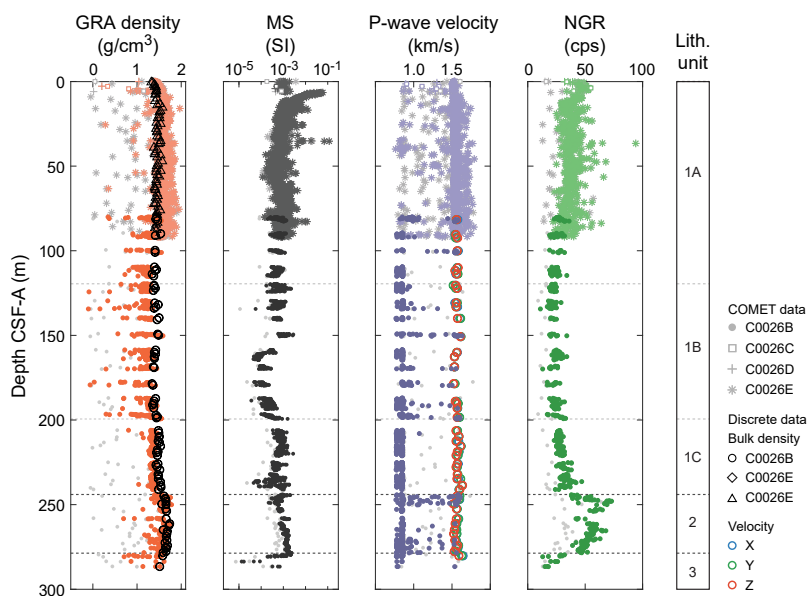 GRA density
(g/cm³)
MS
(SI)
P-wave velocity
(km/s)
NGR
(cps)
Lith.
unit
0 1 2
10⁻⁵ 10⁻³ 10⁻¹
0.9 1.5
0 50 100
0
50
100
150
200
250
300
Depth CSF-A (m)
1A
1B
1C
2
3
COMET data
C0026B
C0026C
C0026D
C0026E
Discrete data
Bulk density
C0026B
C0026E
C0026E
Velocity
X
Y
Z